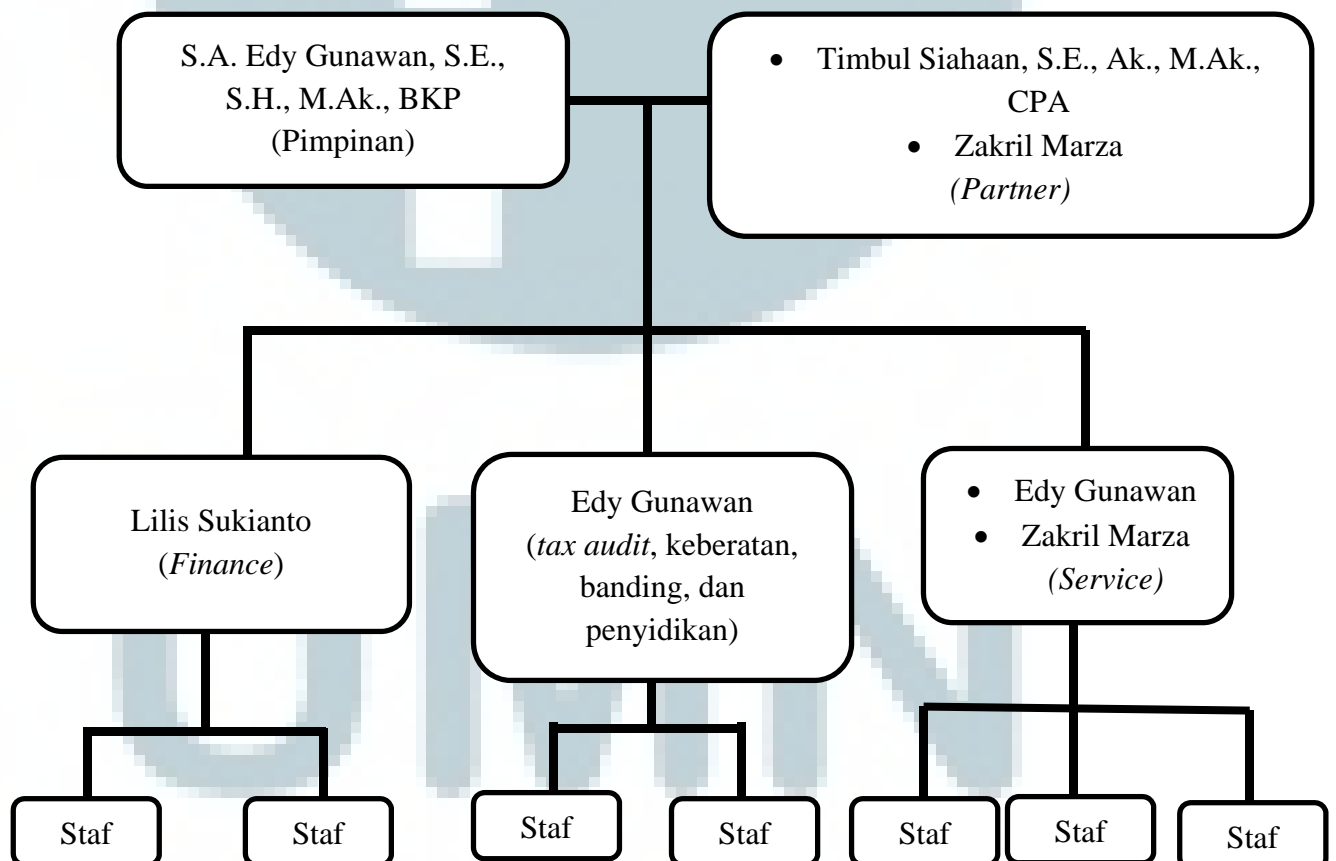 S.A. Edy Gunawan, S.E.,
S.H., M.Ak., BKP
(Pimpinan)
• Timbul Siahaan, S.E., Ak., M.Ak.,
CPA
• Zakril Marza
(Partner)
Lilis Sukianto
(Finance)
Edy Gunawan
(tax audit, keberatan,
banding, dan
penyidikan)
• Edy Gunawan
• Zakril Marza
(Service)
Staf
Staf
Staf
Staf
Staf
Staf
Staf
UMN